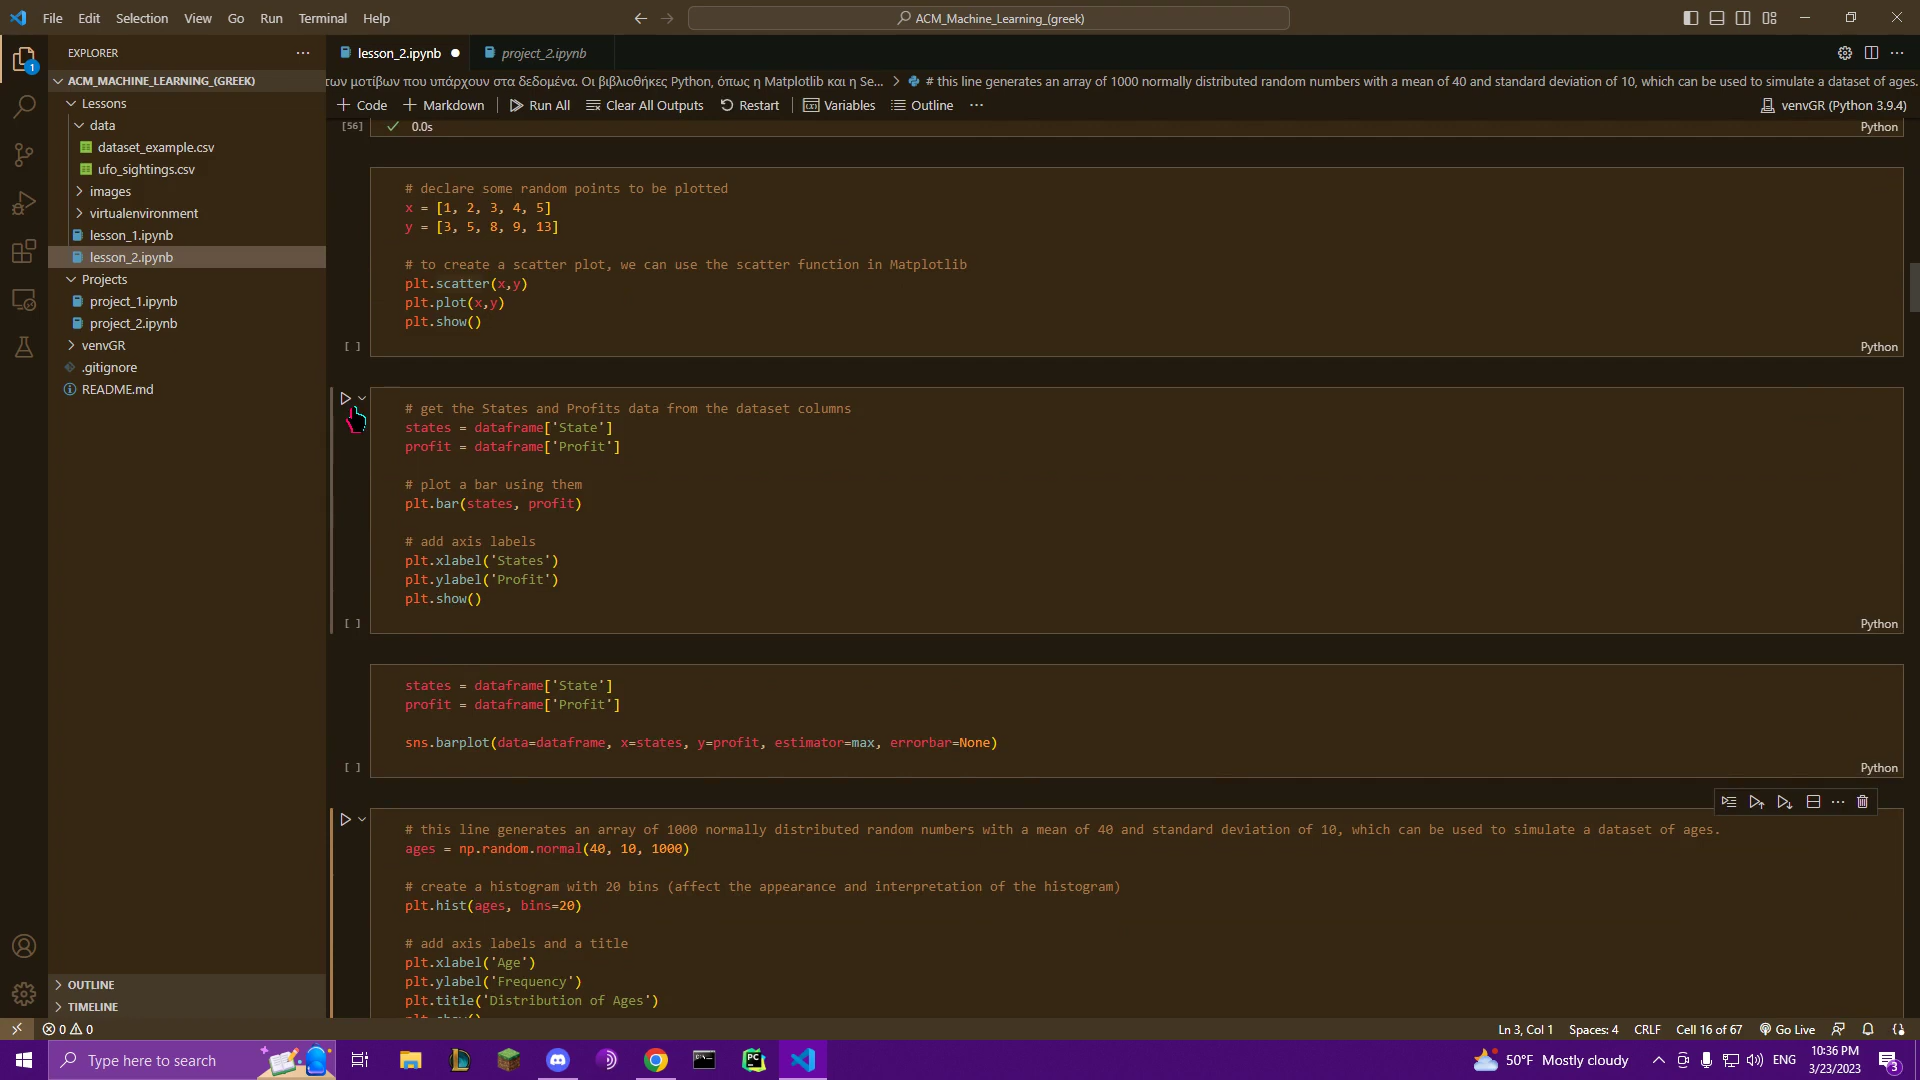 File Edit Selection View Go Run Terminal Help
ACM_Machine_Learning_(greek)
EXPLORER
lesson_2.ipynb
project_2.ipynb
ACM_MACHINE_LEARNING_(GREEK)
των μοτίβων που υπάρχουν στα δεδομένα. Οι βιβλιοθήκες Python, όπως η Matplotlib και η Se... > # this line generates an array of 1000 normally distributed random numbers with a mean of 40 and standard deviation of 10, which can be used to simulate a dataset of ages.
Code Markdown Run All Clear All Outputs Restart Variables Outline
venvGR (Python 3.9.4)
Lessons
data
dataset_example.csv
ufo_sightings.csv
images
virtualenvironment
lesson_1.ipynb
lesson_2.ipynb
Projects
project_1.ipynb
project_2.ipynb
venvGR
.gitignore
README.md
OUTLINE
TIMELINE
[56] 0.0s
Python
# declare some random points to be plotted
x = [1, 2, 3, 4, 5]
y = [3, 5, 8, 9, 13]
# to create a scatter plot, we can use the scatter function in Matplotlib
plt.scatter(x,y)
plt.plot(x,y)
plt.show()
[ ]
Python
# get the States and Profits data from the dataset columns
states = dataframe['State']
profit = dataframe['Profit']
# plot a bar using them
plt.bar(states, profit)
# add axis labels
plt.xlabel('States')
plt.ylabel('Profit')
plt.show()
[ ]
Python
states = dataframe['State']
profit = dataframe['Profit']
sns.barplot(data=dataframe, x=states, y=profit, estimator=max, errorbar=None)
[ ]
Python
# this line generates an array of 1000 normally distributed random numbers with a mean of 40 and standard deviation of 10, which can be used to simulate a dataset of ages.
ages = np.random.normal(40, 10, 1000)
# create a histogram with 20 bins (affect the appearance and interpretation of the histogram)
plt.hist(ages, bins=20)
# add axis labels and a title
plt.xlabel('Age')
plt.ylabel('Frequency')
plt.title('Distribution of Ages')
plt.show()
0 0
Ln 3, Col 1 Spaces: 4 CRLF Cell 16 of 67 Go Live
Type here to search
50°F Mostly cloudy
ENG
10:36 PM
3/23/2023
3